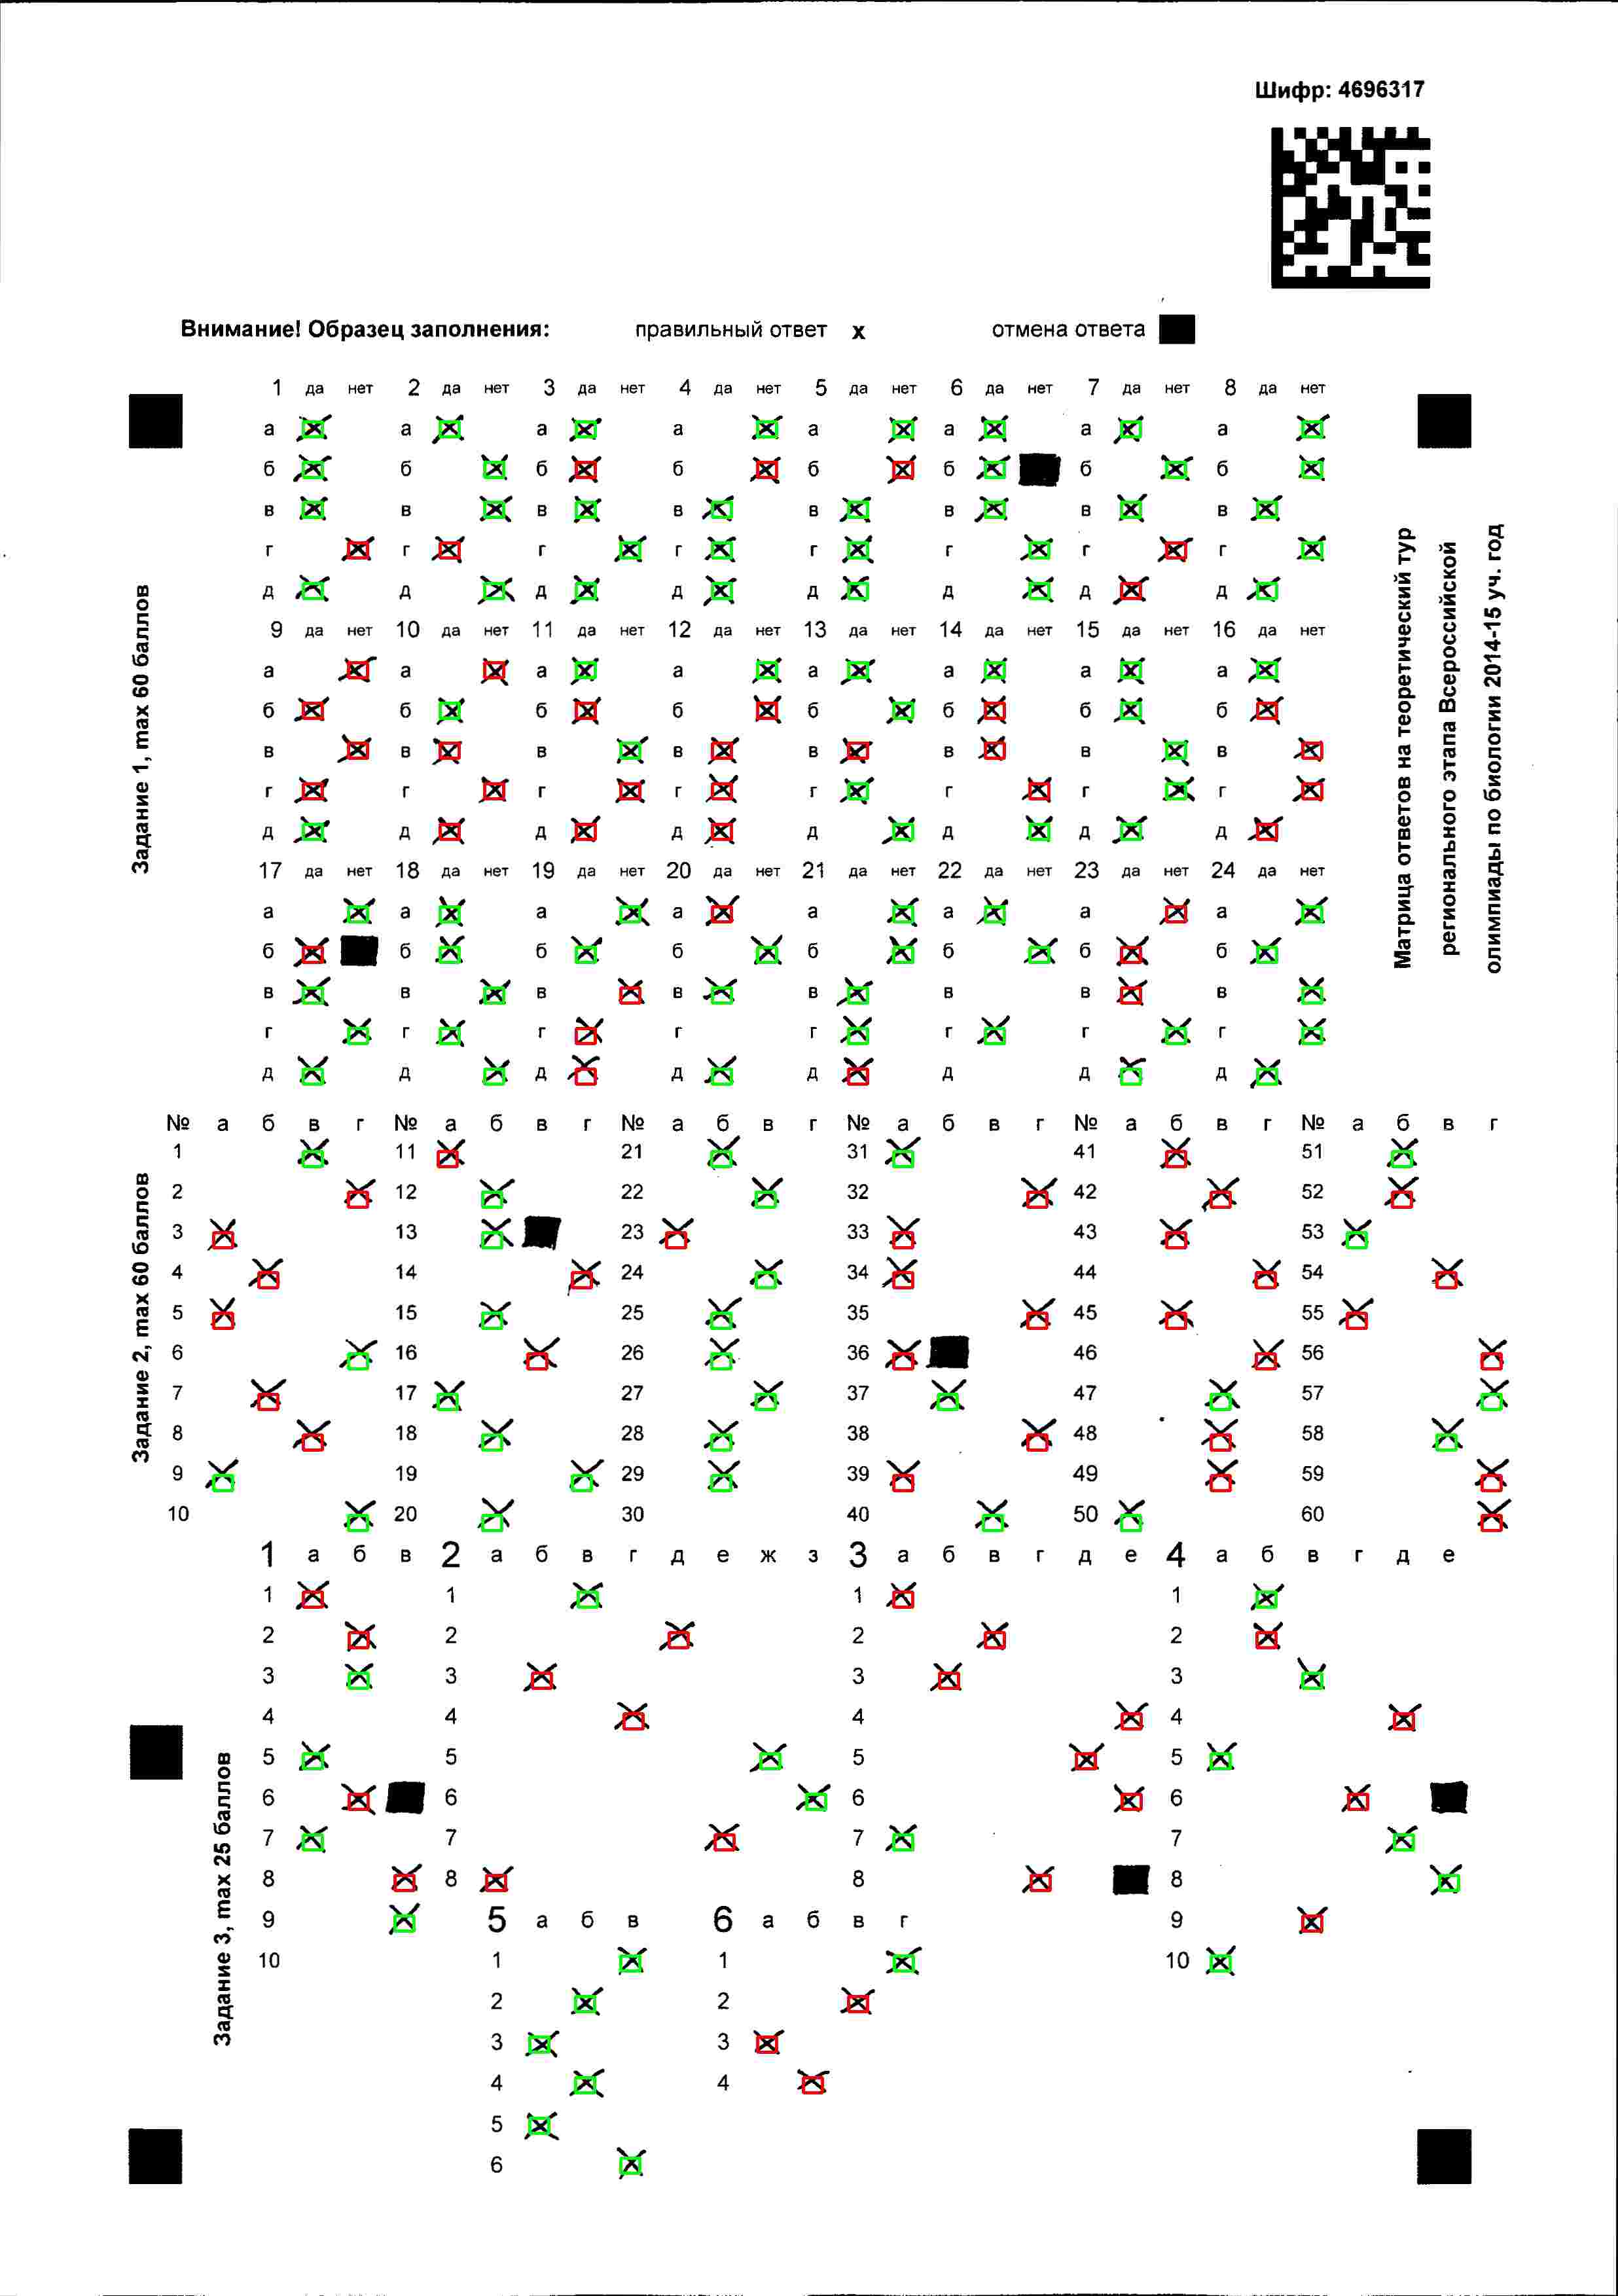 Шифр: 4696317
Внимание! Образец заполнения: правильный ответ x отмена ответа
1 да нет 2 да нет 3 да нет 4 да нет 5 да нет 6 да нет 7 да нет 8 да нет
а а а а а а а а
б б б б б б б б
в в в в в в в в
г г г г г г г г
д д д д д д д д
9 да нет 10 да нет 11 да нет 12 да нет 13 да нет 14 да нет 15 да нет 16 да нет
а а а а а а а а
б б б б б б б б
в в в в в в в в
г г г г г г г г
д д д д д д д д
17 да нет 18 да нет 19 да нет 20 да нет 21 да нет 22 да нет 23 да нет 24 да нет
а а а а а а а а
б б б б б б б б
в в в в в в в в
г г г г г г г г
д д д д д д д д
Задание 1, max 60 баллов
Матрица ответов на теоретический тур
регионального этапа Всероссийской
олимпиады по биологии 2014-15 уч. год
№ а б в г № а б в г № а б в г № а б в г № а б в г № а б в г
1 11 21 31 41 51
2 12 22 32 42 52
3 13 23 33 43 53
4 14 24 34 44 54
5 15 25 35 45 55
6 16 26 36 46 56
7 17 27 37 47 57
8 18 28 38 48 58
9 19 29 39 49 59
10 20 30 40 50 60
Задание 2, max 60 баллов
1 а б в 2 а б в г д е ж з 3 а б в г д е 4 а б в г д е
1 1 1 1
2 2 2 2
3 3 3 3
4 4 4 4
5 5 5 5
6 6 6 6
7 7 7 7
8 8 8 8
9 5 а б в 6 а б в г 9
10 1 1 10
2 2
3 3
4 4
5
6
Задание 3, max 25 баллов